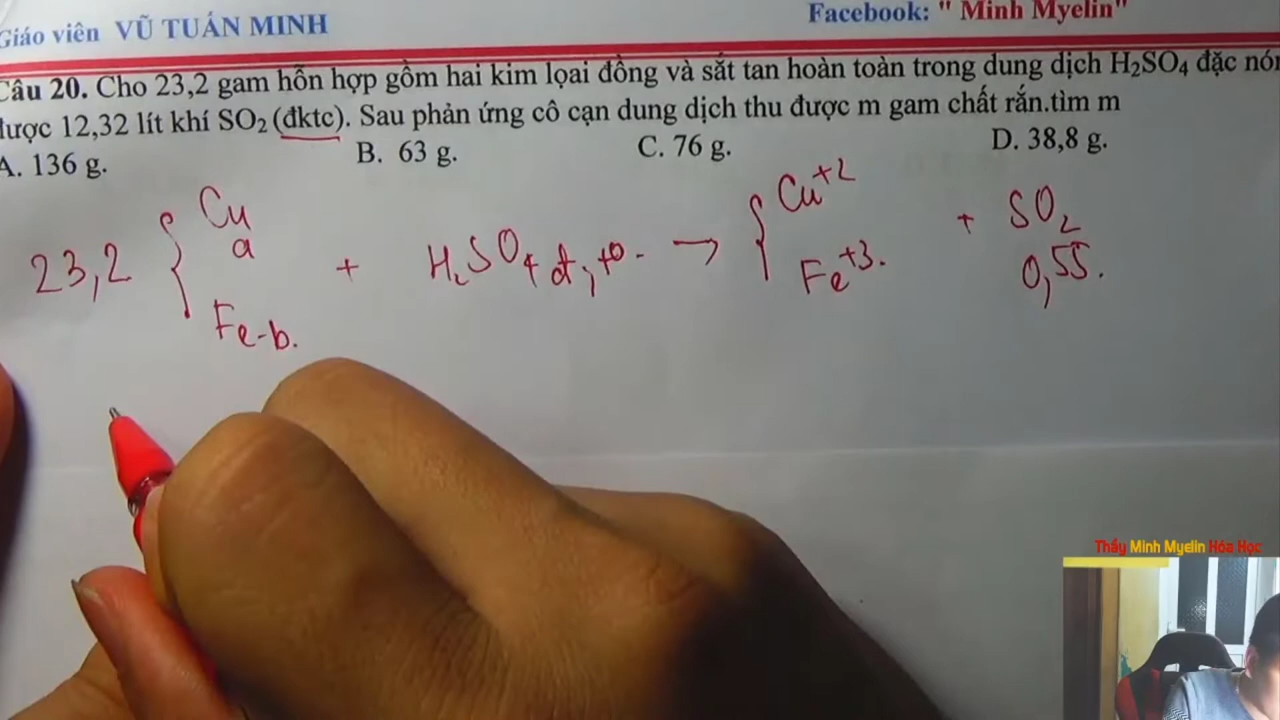 Giáo viên VŨ TUẤN MINH
Facebook: " Minh Myelin"
Câu 20. Cho 23,2 gam hỗn hợp gồm hai kim lọai đồng và sắt tan hoàn toàn trong dung dịch H₂SO₄ đặc nón
được 12,32 lít khí SO₂ (đktc). Sau phản ứng cô cạn dung dịch thu được m gam chất rắn.tìm m
A. 136 g. B. 63 g. C. 76 g. D. 38,8 g.
Cu Cu⁺² SO₂
23,2 a + H₂SO₄ đ, to. → +
Fe-b. Fe⁺³. 0,55.
Thầy Minh Myelin Hóa Học